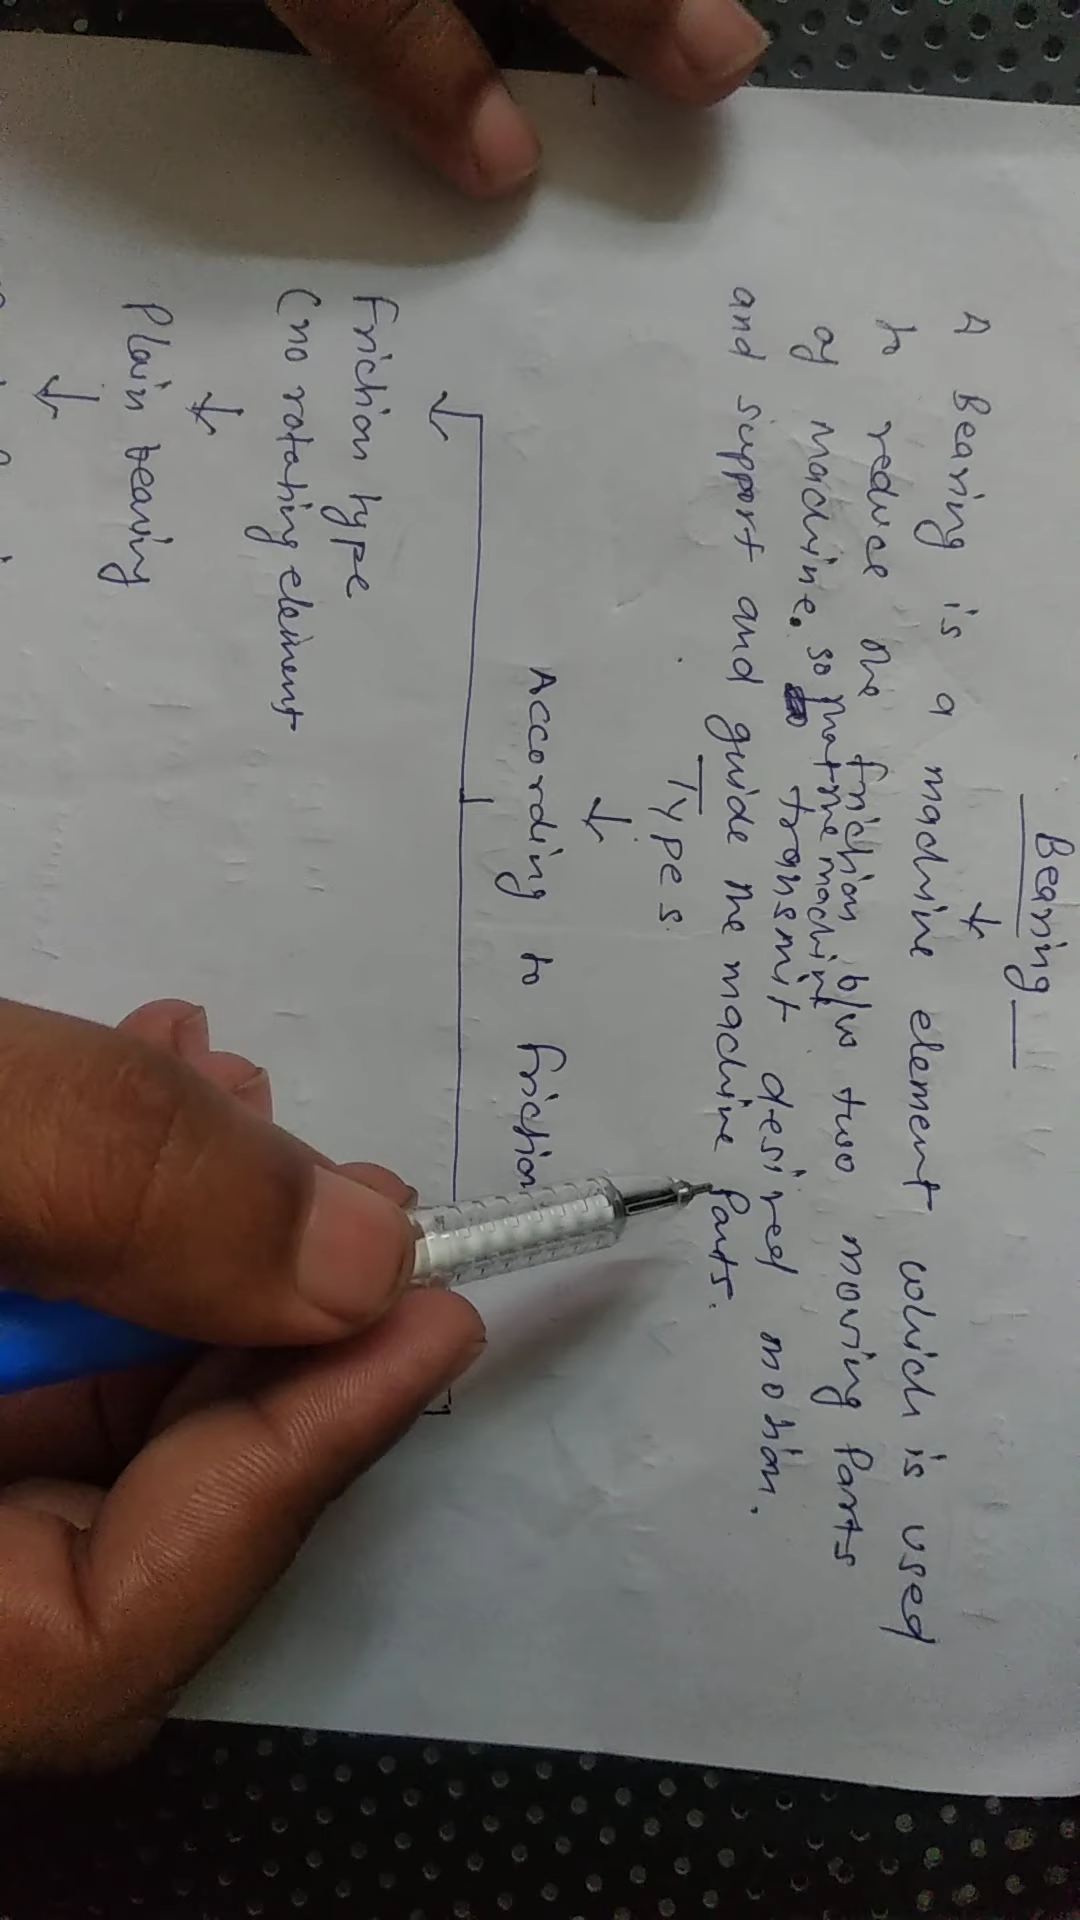 Bearing
A Bearing is a machine element which is used
to reduce the friction b/w two moving Parts
of machine. so that the machine transmit desired motion.
and support and guide the machine Parts.
Types
According to friction
Friction type
(no rotating element
Plain bearing